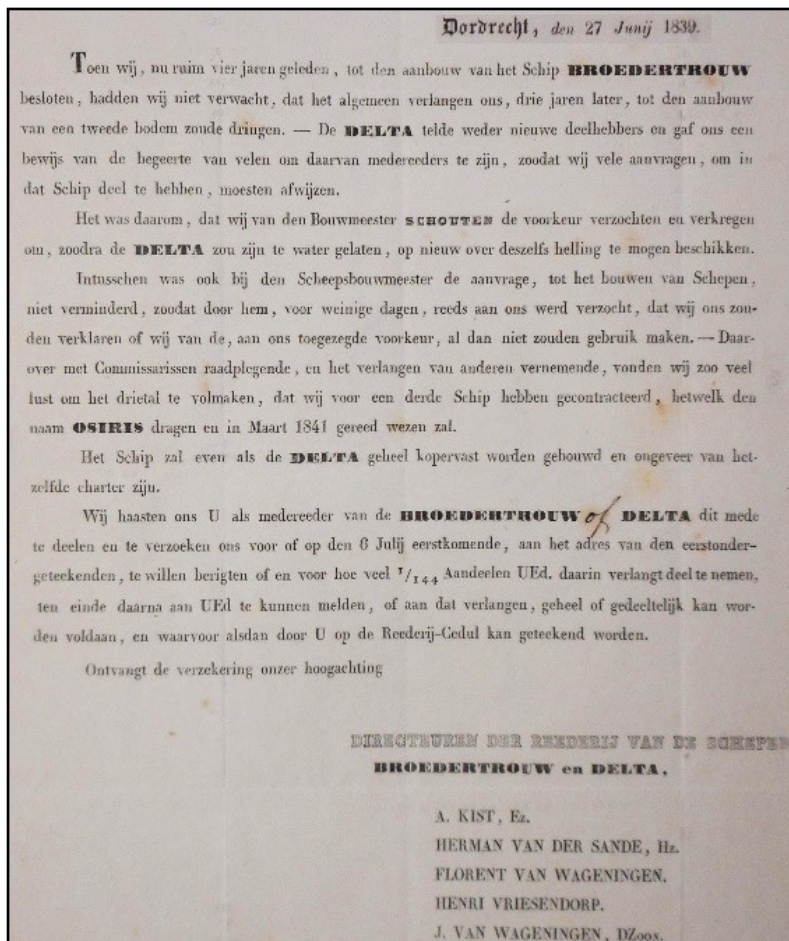 Dordrecht, den 27 Junij 1839.
Toen wij, nu ruim vier jaren geleden, tot den aanbouw van het Schip BROEDERTROUW
besloten, hadden wij niet verwacht, dat het algemeen verlangen ons, drie jaren later, tot den aanbouw
van een tweede bodem zoude dringen. — De DELTA telde weder nieuwe deelhebbers en gaf ons een
bewijs van de begeerte van velen om daarvan medereeders te zijn, zoodat wij vele aanvragen, om in
dat Schip deel te hebben, moesten afwijzen.
Het was daarom, dat wij van den Bouwmeester SCHOUTEN de voorkeur verzochten en verkregen
om, zoodra de DELTA zou zijn te water gelaten, op nieuw over deszelfs helling te mogen beschikken.
Intusschen was ook bij den Scheepsbouwmeester de aanvrage, tot het bouwen van Schepen,
niet verminderd, zoodat door hem, voor weinige dagen, reeds aan ons werd verzocht, dat wij ons zou-
den verklaren of wij van de, aan ons toegezegde voorkeur, al dan niet zouden gebruik maken. — Daar-
over met Commissarissen raadplegende, en het verlangen van anderen vernemende, vonden wij zoo veel
lust om het drietal te volmaken, dat wij voor een derde Schip hebben gecontracteerd, hetwelk den
naam OSIRIS dragen en in Maart 1841 gereed wezen zal.
Het Schip zal even als de DELTA geheel kopervast worden gebouwd en ongeveer van het-
zelfde charter zijn.
Wij haasten ons U als medereeder van de BROEDERTROUW of DELTA dit mede
te deelen en te verzoeken ons voor of op den 6 Julij eerstkomende, aan het adres van den eerstonder-
geteekenden, te willen berigten of en voor hoe veel 1/144 Aandeelen UEd. daarin verlangt deel te nemen,
ten einde daarna aan UEd te kunnen melden, of aan dat verlangen, geheel of gedeeltelijk kan wor-
den voldaan, en waarvoor alsdan door U op de Reederij-Cedul kan geteekend worden.
Ontvangt de verzekering onzer hoogachting
DIRECTEUREN DER REEDERIJ VAN DE SCHEPEN
BROEDERTROUW en DELTA,
A. KIST, Ez.
HERMAN VAN DER SANDE, Hz.
FLORENT VAN WAGENINGEN.
HENRI VRIESENDORP.
J. VAN WAGENINGEN, DZoon.